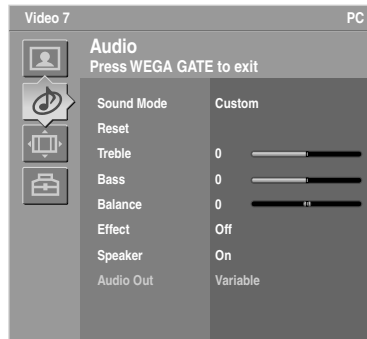 Video 7 PC
Audio
Press WEGA GATE to exit
Sound Mode Custom
Reset
Treble 0
Bass 0
Balance 0
Effect Off
Speaker On
Audio Out Variable